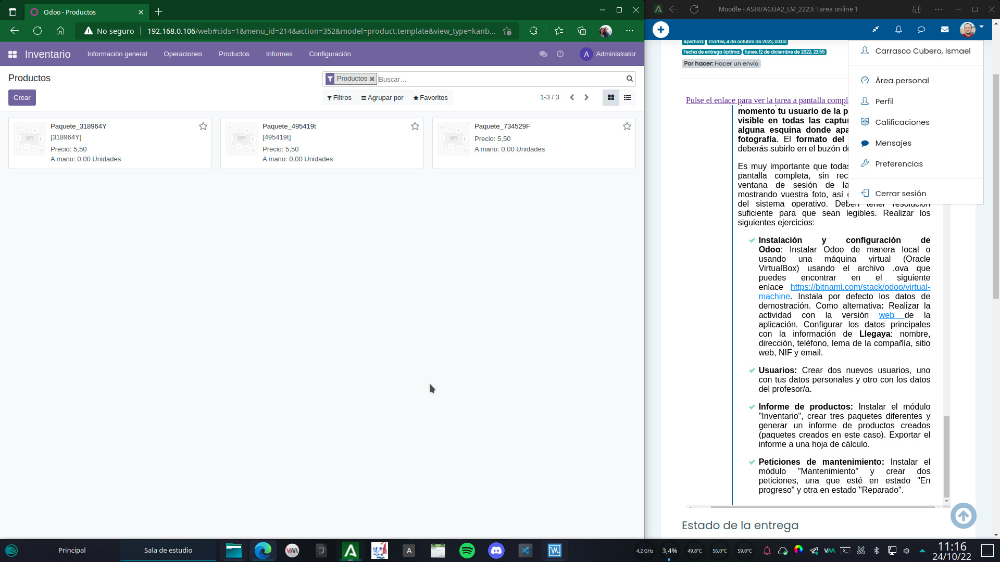 Odoo - Productos
No seguro
192.168.0.106/web#cids=1&menu_id=214&action=352&model=product.template&view_type=kanb...
Inventario
Información general
Operaciones
Productos
Informes
Configuración
A
Administrator
Productos
Productos
Buscar...
Crear
Filtros
Agrupar por
Favoritos
1-3 / 3
Paquete_318964Y
[318964Y]
Precio: 5,50
A mano: 0,00 Unidades
Paquete_495419t
[495419t]
Precio: 5,50
A mano: 0,00 Unidades
Paquete_734529F
Precio: 5,50
A mano: 0,00 Unidades
Moodle - ASIR/AGUA2_LM_2223: Tarea online 1
Apertura: martes, 4 de octubre de 2022, 00:00
Fecha de entrega óptima: lunes, 12 de diciembre de 2022, 23:55
Por hacer: Hacer un envío
Carrasco Cubero, Ismael
Área personal
Perfil
Calificaciones
Mensajes
Preferencias
Cerrar sesión
Pulse el enlace para ver la tarea a pantalla compl
momento tu usuario de la p
visible en todas las captur
alguna esquina donde apa
fotografía. El formato del
deberás subirlo en el buzón de
Es muy importante que todas
pantalla completa, sin rec
ventana de sesión de la
mostrando vuestra foto, así
del sistema operativo. Deben tener resolución
suficiente para que sean legibles. Realizar los
siguientes ejercicios:
Instalación y configuración de
Odoo: Instalar Odoo de manera local o
usando una máquina virtual (Oracle
VirtualBox) usando el archivo .ova que
puedes encontrar en el siguiente
enlace https://bitnami.com/stack/odoo/virtual-
machine. Instala por defecto los datos de
demostración. Como alternativa: Realizar la
actividad con la versión web de la
aplicación. Configurar los datos principales
con la información de Llegaya: nombre,
dirección, teléfono, lema de la compañía, sitio
web, NIF y email.
Usuarios: Crear dos nuevos usuarios, uno
con tus datos personales y otro con los datos
del profesor/a.
Informe de productos: Instalar el módulo
"Inventario", crear tres paquetes diferentes y
generar un informe de productos creados
(paquetes creados en este caso). Exportar el
informe a una hoja de cálculo.
Peticiones de mantenimiento: Instalar el
módulo "Mantenimiento" y crear dos
peticiones, una que esté en estado "En
progreso" y otra en estado "Reparado".
Estado de la entrega
Principal
Sala de estudio
4,2 GHz
3,4%
49,8°C
56,0°C
59,0°C
11:16
24/10/22